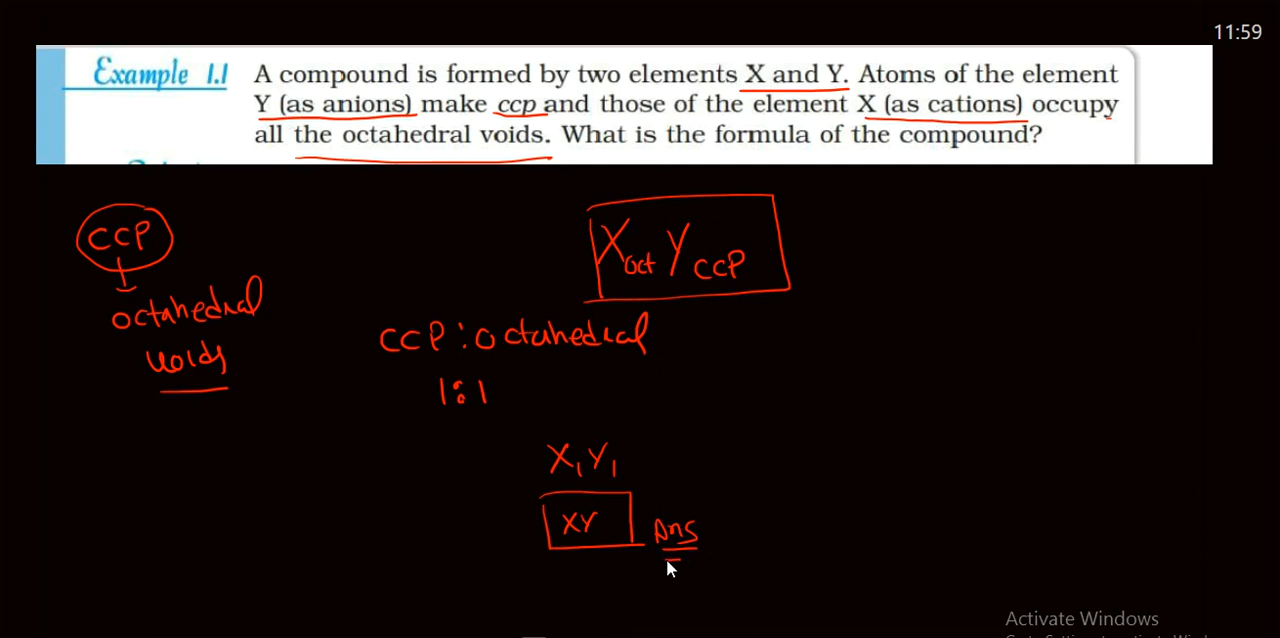 11:59
Example 1.1 A compound is formed by two elements X and Y. Atoms of the element
Y (as anions) make ccp and those of the element X (as cations) occupy
all the octahedral voids. What is the formula of the compound?
CCP
octahedral
voids
X oct Y CCP
CCP : octahedral
1 : 1
X1 Y1
XY
Ans
Activate Windows